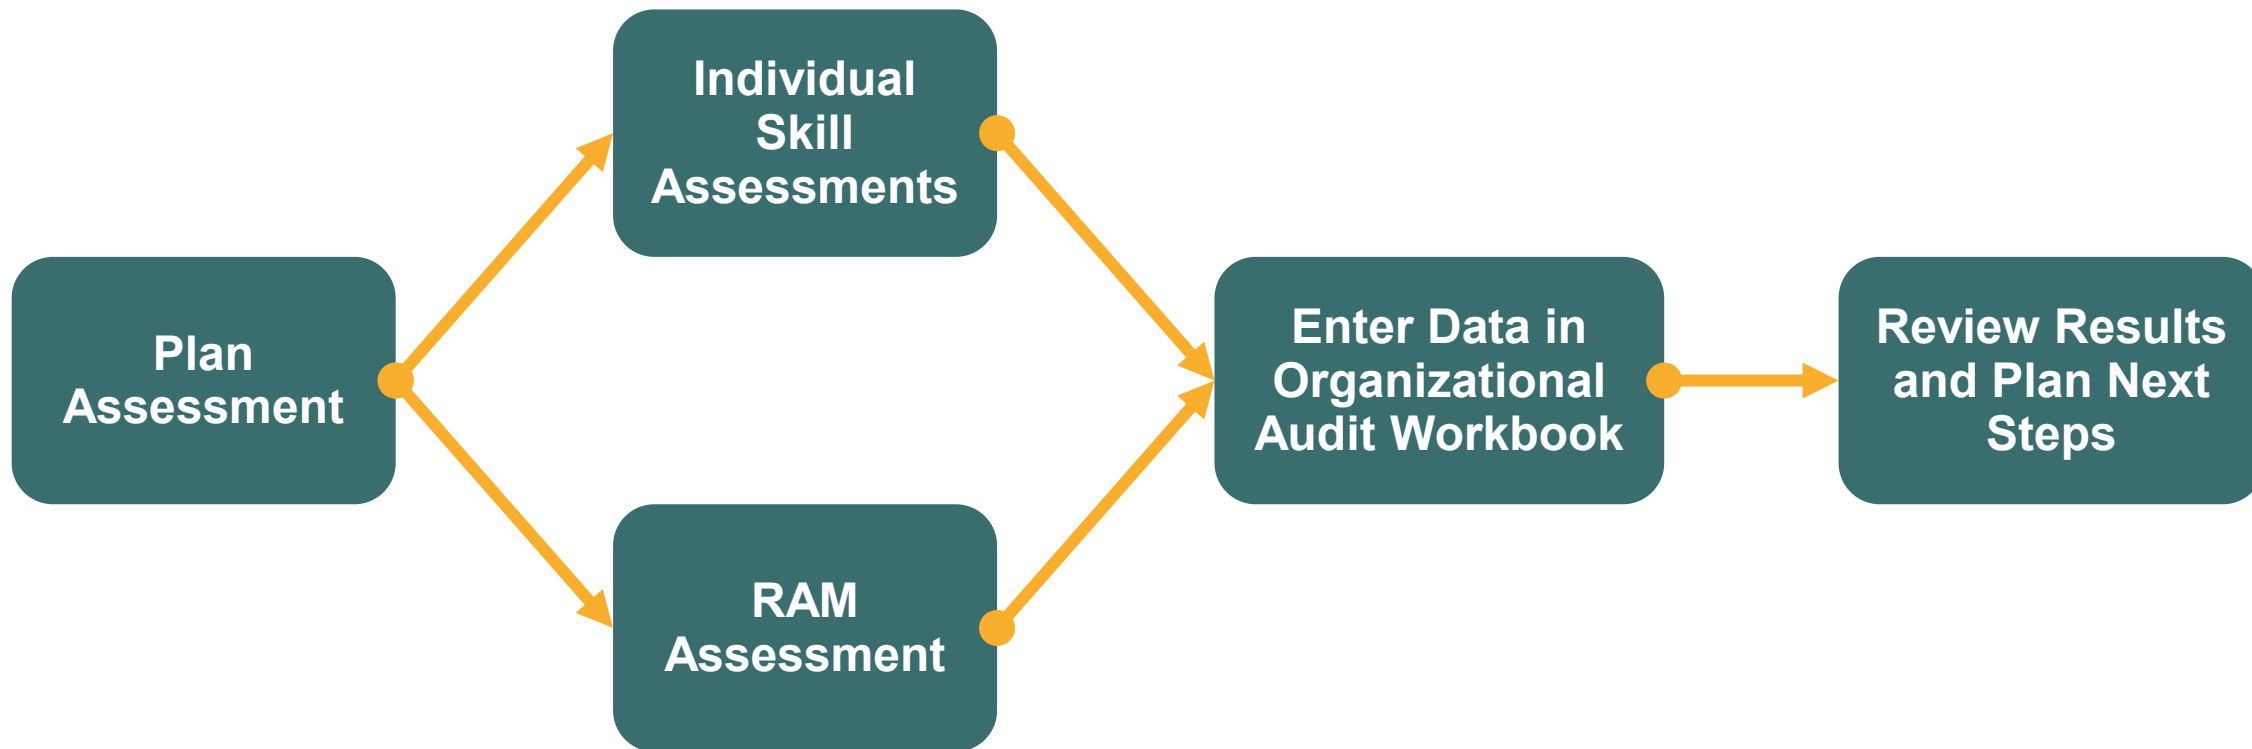 Plan
Assessment
Individual
Skill
Assessments
RAM
Assessment
Enter Data in
Organizational
Audit Workbook
Review Results
and Plan Next
Steps